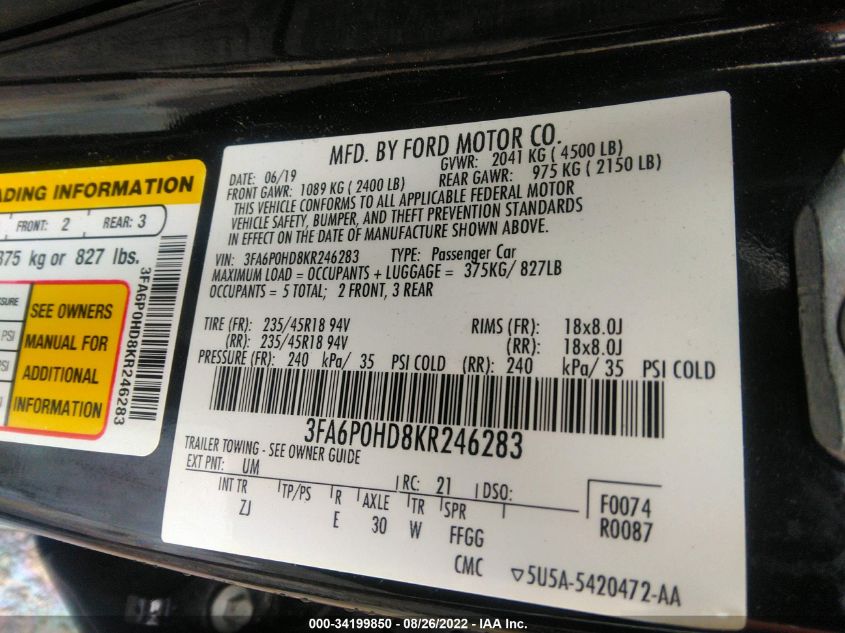 ADING INFORMATION
FRONT: 2 REAR: 3
375 kg or 827 lbs.
SSURE
PSI
PSI
SEE OWNERS
MANUAL FOR
ADDITIONAL
INFORMATION
3FA6P0HD8KR246283
MFD. BY FORD MOTOR CO.
DATE: 06/19 GVWR: 2041 KG ( 4500 LB)
FRONT GAWR: 1089 KG ( 2400 LB) REAR GAWR: 975 KG ( 2150 LB)
THIS VEHICLE CONFORMS TO ALL APPLICABLE FEDERAL MOTOR
VEHICLE SAFETY, BUMPER, AND THEFT PREVENTION STANDARDS
IN EFFECT ON THE DATE OF MANUFACTURE SHOWN ABOVE.
VIN: 3FA6P0HD8KR246283 TYPE: Passenger Car
MAXIMUM LOAD = OCCUPANTS + LUGGAGE = 375KG/ 827LB
OCCUPANTS = 5 TOTAL; 2 FRONT, 3 REAR
TIRE (FR): 235/45R18 94V RIMS (FR): 18x8.0J
(RR): 235/45R18 94V (RR): 18x8.0J
PRESSURE (FR): 240 kPa/ 35 PSI COLD (RR): 240 kPa/ 35 PSI COLD
3FA6P0HD8KR246283
TRAILER TOWING - SEE OWNER GUIDE
EXT PNT: UM RC: 21 DSO:
INT TR TP/PS R AXLE TR SPR F0074
ZJ E 30 W FFGG R0087
CMC ▽5U5A-5420472-AA
000-34199850 - 08/26/2022 - IAA Inc.